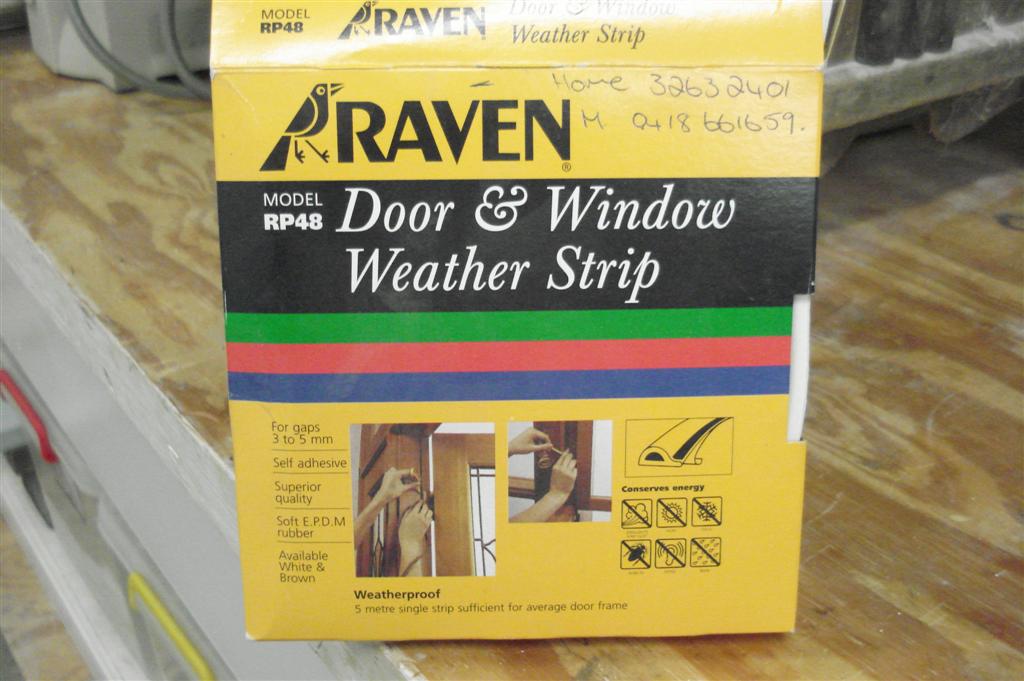 MODEL
RP48
RAVEN
Door & Window
Weather Strip
Home 32632401
M 0418 661659.
RAVEN®
MODEL
RP48
Door & Window
Weather Strip
For gaps
3 to 5 mm
Self adhesive
Superior
quality
Soft E.P.D.M
rubber
Available
White &
Brown
Conserves energy
Weatherproof
5 metre single strip sufficient for average door frame